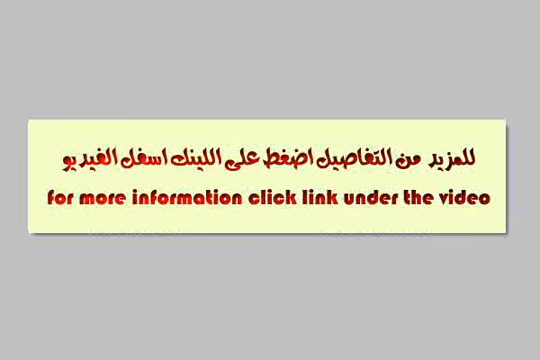 للمزيد من التفاصيل اضغط على اللينك اسفل الفيديو
for more information click link under the video